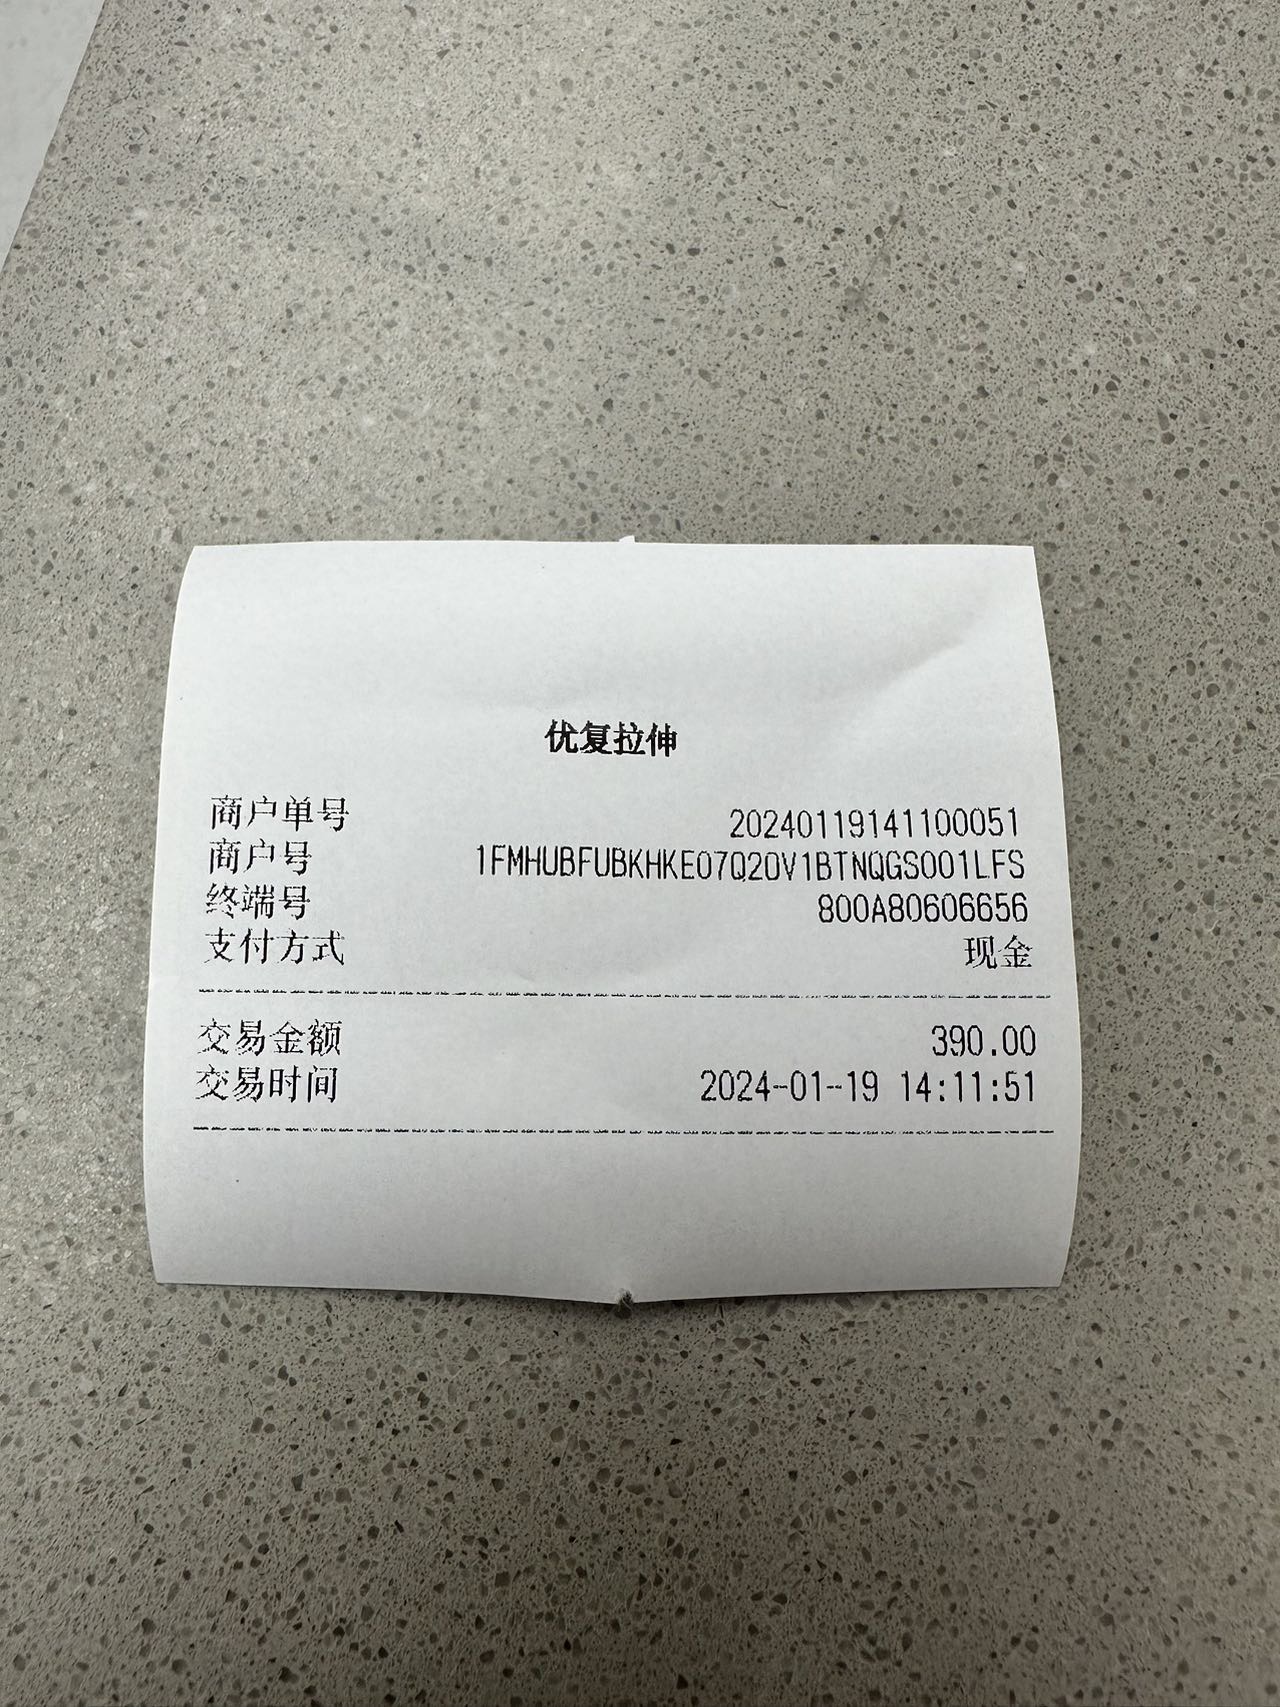 优复拉伸
商户单号 20240119141100051
商户号 1FMHUBFUBKHKE07Q20V1BTNQGS001LFS
终端号 800A80606656
支付方式 现金
交易金额 390.00
交易时间 2024-01-19 14:11:51